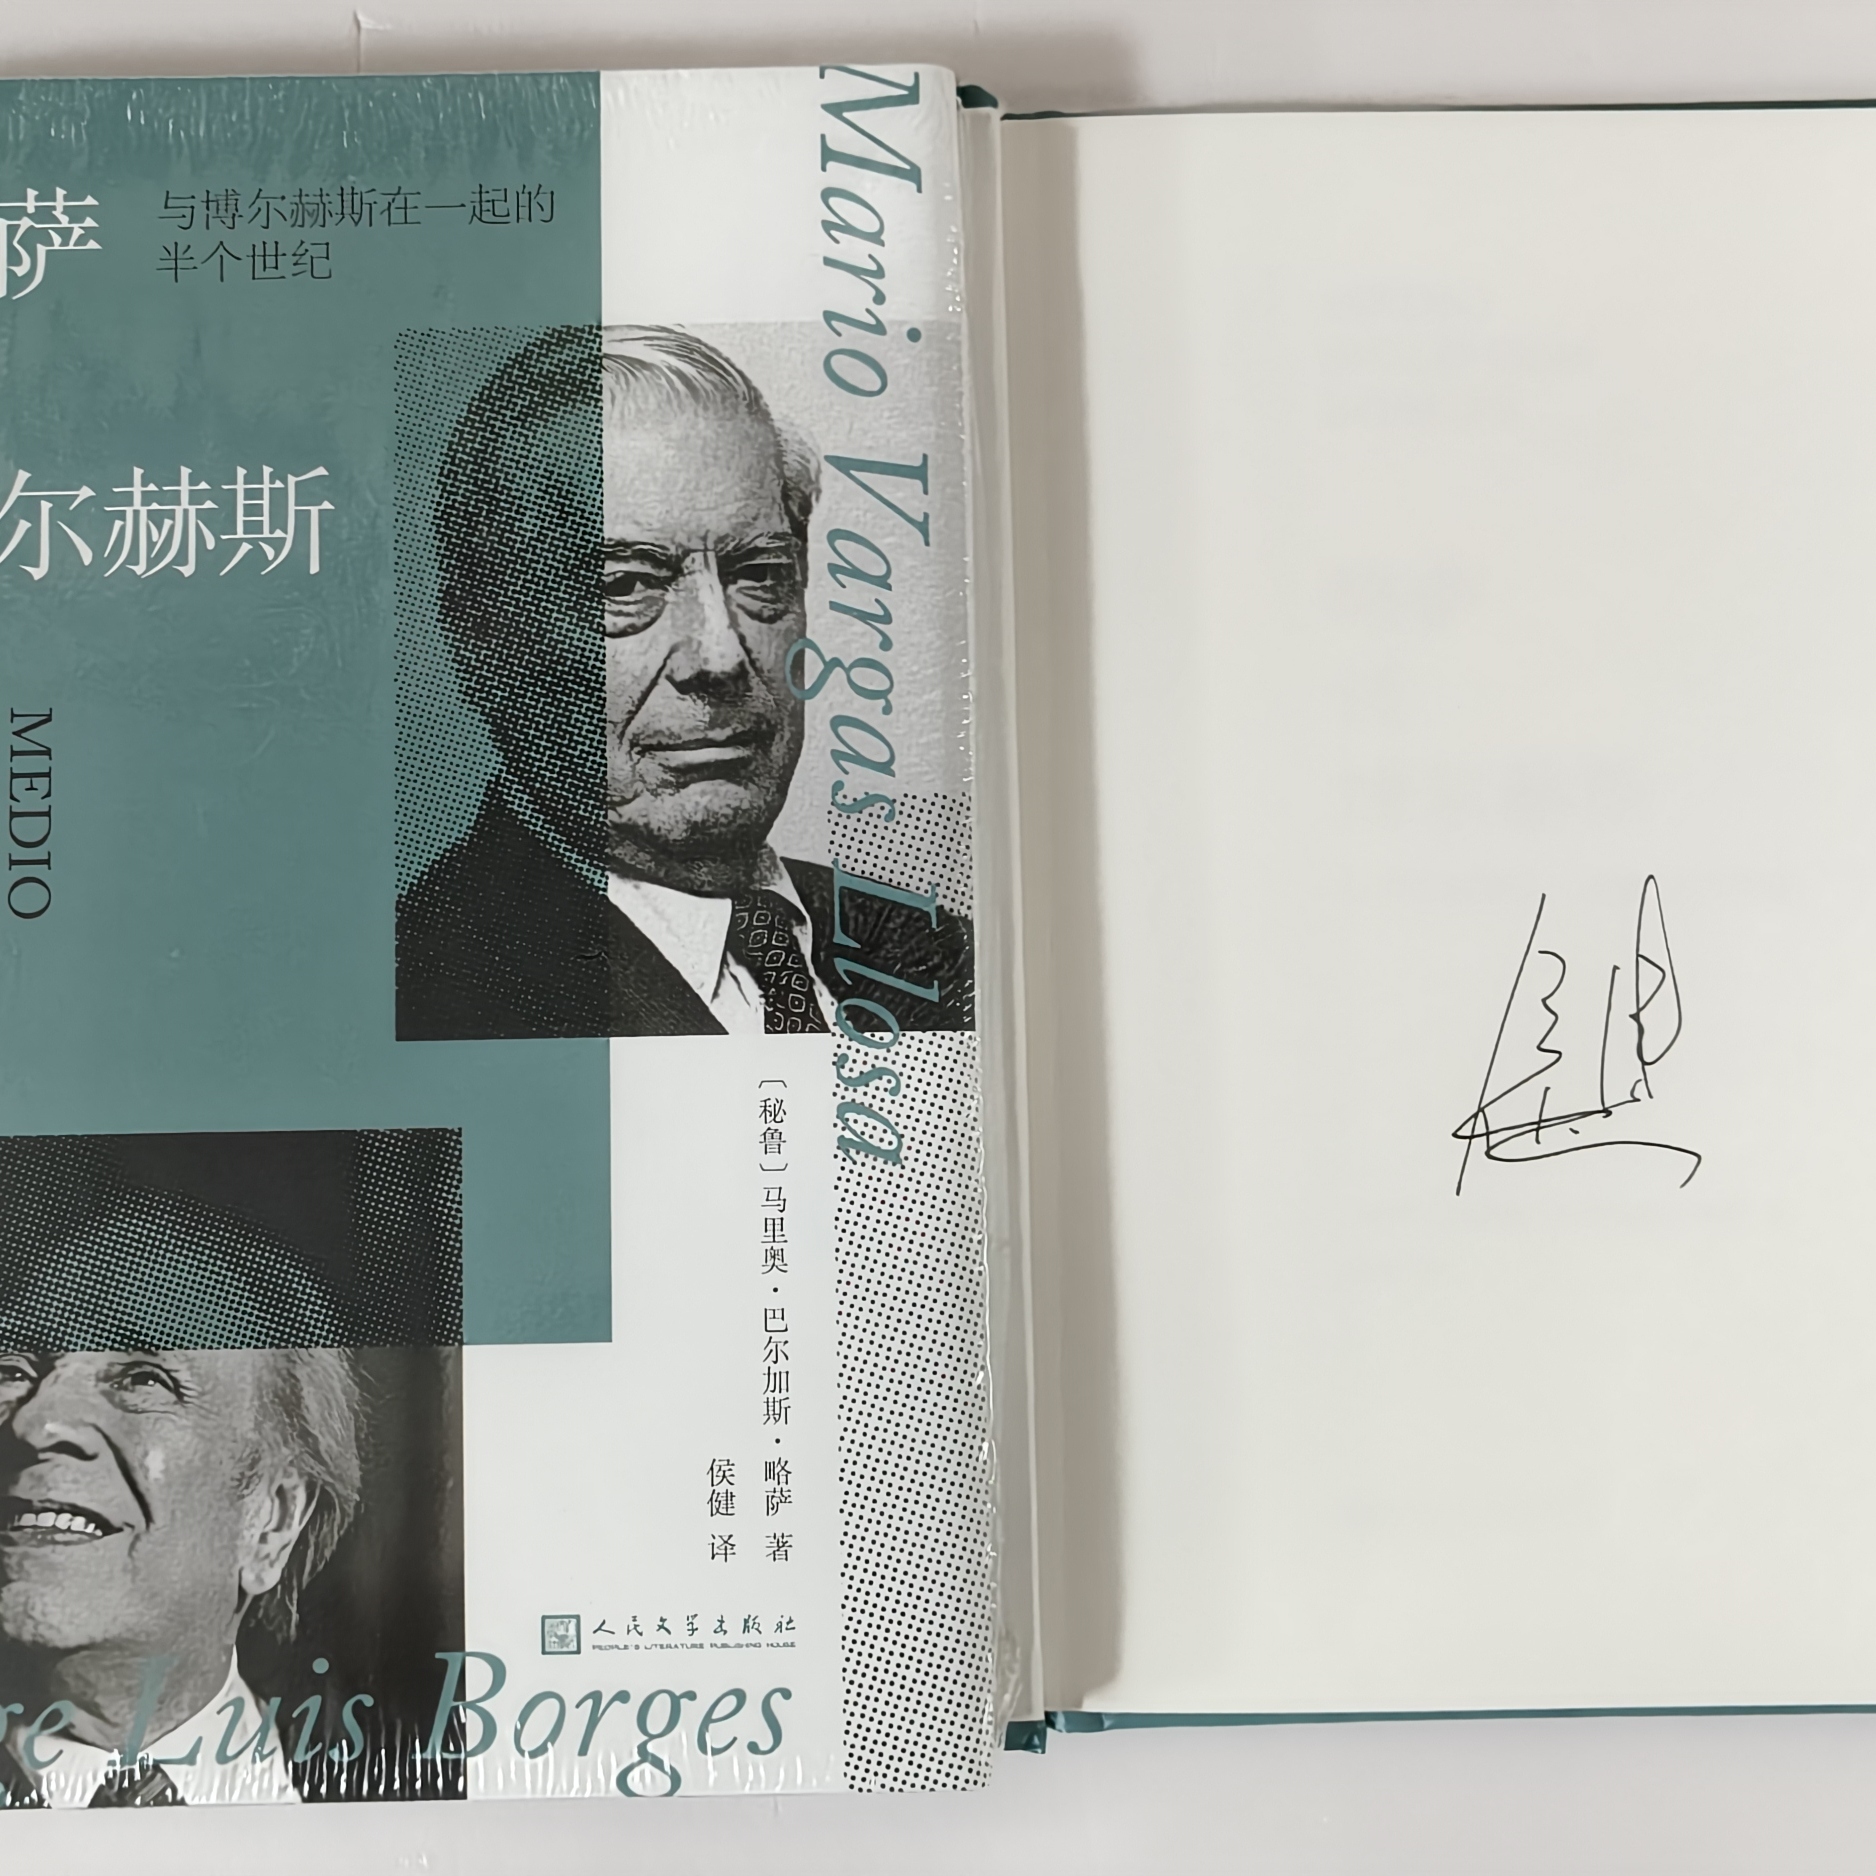 萨
与博尔赫斯在一起的
半个世纪
尔赫斯
MEDIO
Mario Vargas Llosa
〔秘鲁〕马里奥·巴尔加斯·略萨 著
侯健 译
人民文学出版社
PEOPLE'S LITERATURE PUBLISHING HOUSE
ge Luis Borges